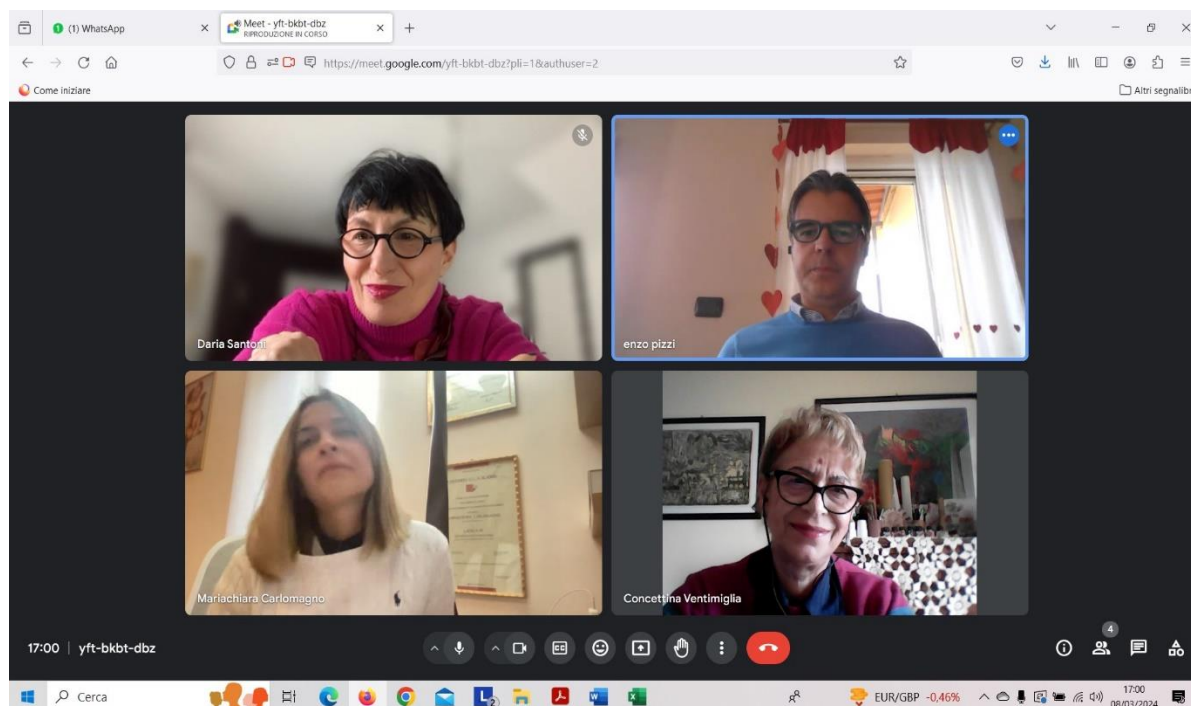 (1) WhatsApp
Meet - yft-bkbt-dbz
RIPRODUZIONE IN CORSO
https://meet.google.com/yft-bkbt-dbz?pli=1&authuser=2
Come iniziare
Altri segnalibri
Daria Santoni
enzo pizzi
Mariachiara Carlomagno
Concettina Ventimiglia
17:00 | yft-bkbt-dbz
CC
4
Cerca
EUR/GBP -0,46%
17:00
08/03/2024